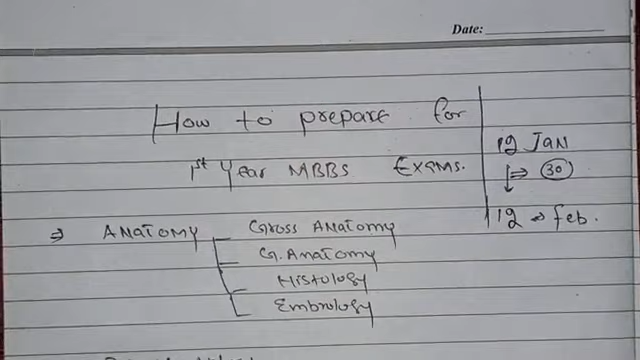 Date:
How to prepare for
1st Year MBBS Exams.
12 JAN
⇒ 30
12 → feb.
⇒ ANATOMY
Gross ANATOMY
G. Anatomy
Histology
Embrology